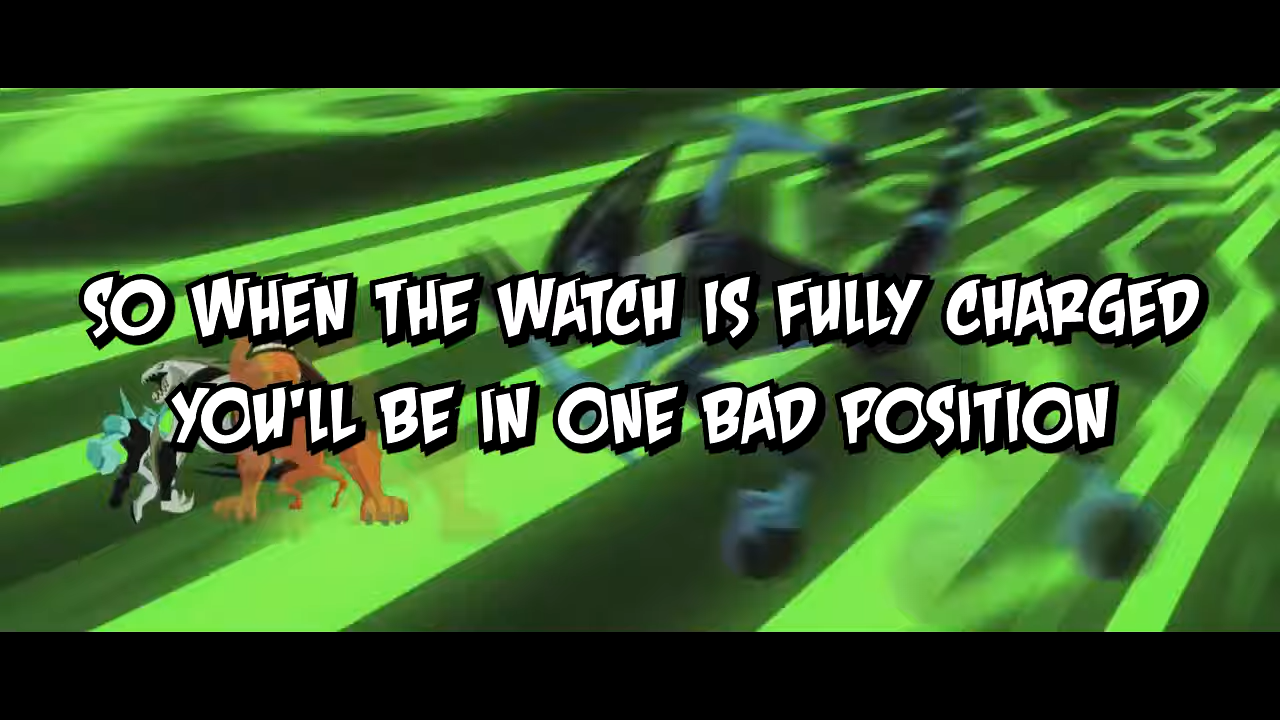 SO WHEN THE WATCH IS FULLY CHARGED
YOU'LL BE IN ONE BAD POSITION